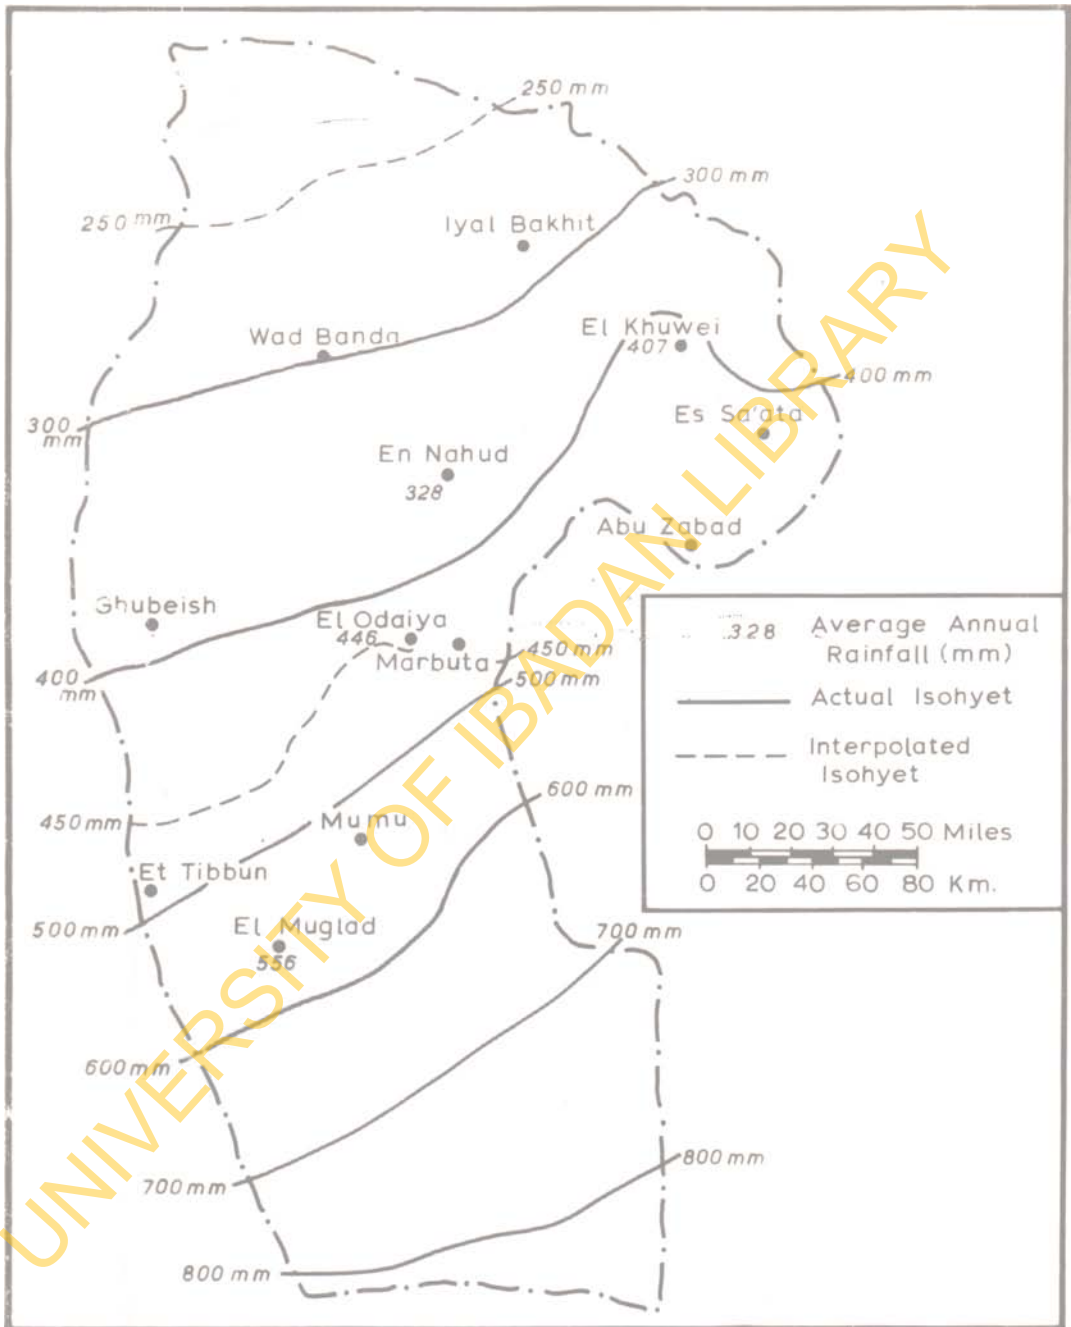 250 mm
300 mm
250 mm
Iyal Bakhit
El Khuwei
407
Wad Banda
400 mm
Es Sa'ata
300
mm
En Nahud
328
Abu Zabad
Ghubeish
El Odaiya
446
Marbuta
450 mm
500 mm
400
mm
328 Average Annual
Rainfall (mm)
Actual Isohyet
Interpolated
Isohyet
600 mm
450 mm
Mumu
0 10 20 30 40 50 Miles
0 20 40 60 80 Km.
Et Tibbun
500 mm
El Muglad
556
700 mm
600 mm
800 mm
700 mm
800 mm
UNIVERSITY OF IBADAN LIBRARY